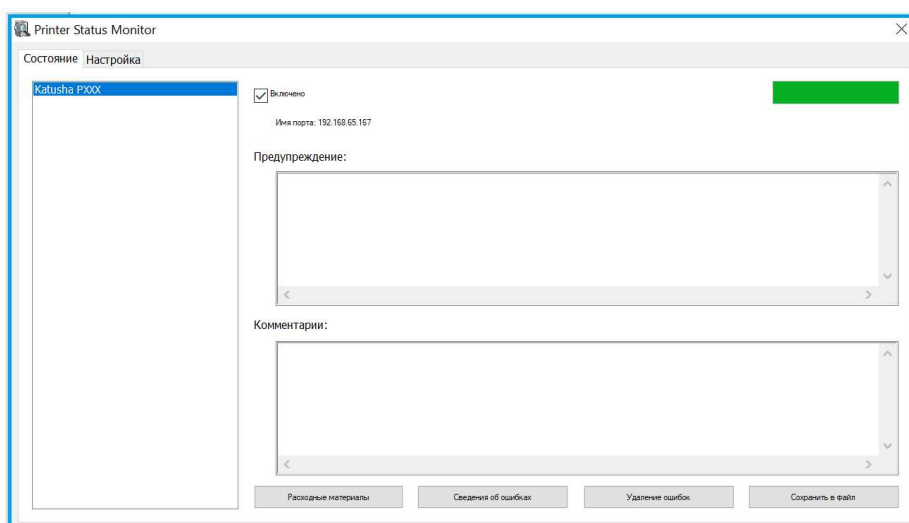 Printer Status Monitor
Состояние Настройка
Katusha PXXX
Включено
Имя порта: 192.168.65.167
Предупреждение:
Комментарии:
Расходные материалы Сведения об ошибках Удаление ошибок Сохранить в файл